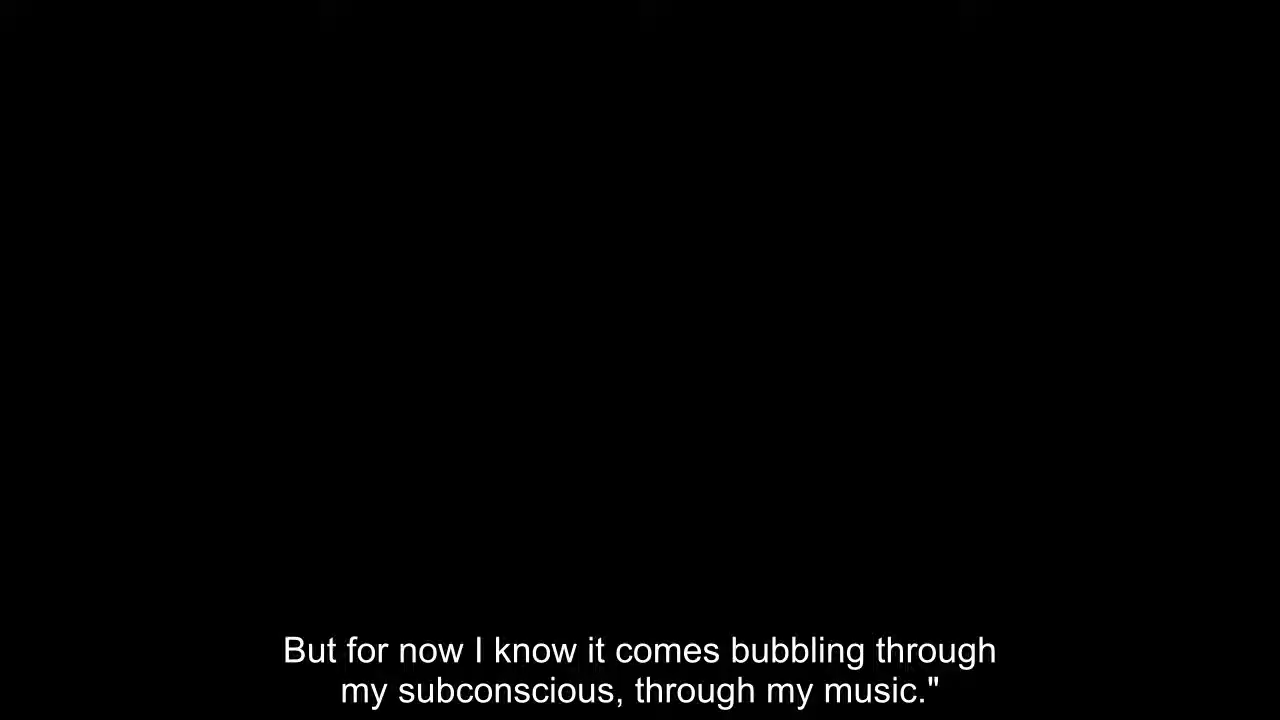 But for now I know it comes bubbling through
my subconscious, through my music."